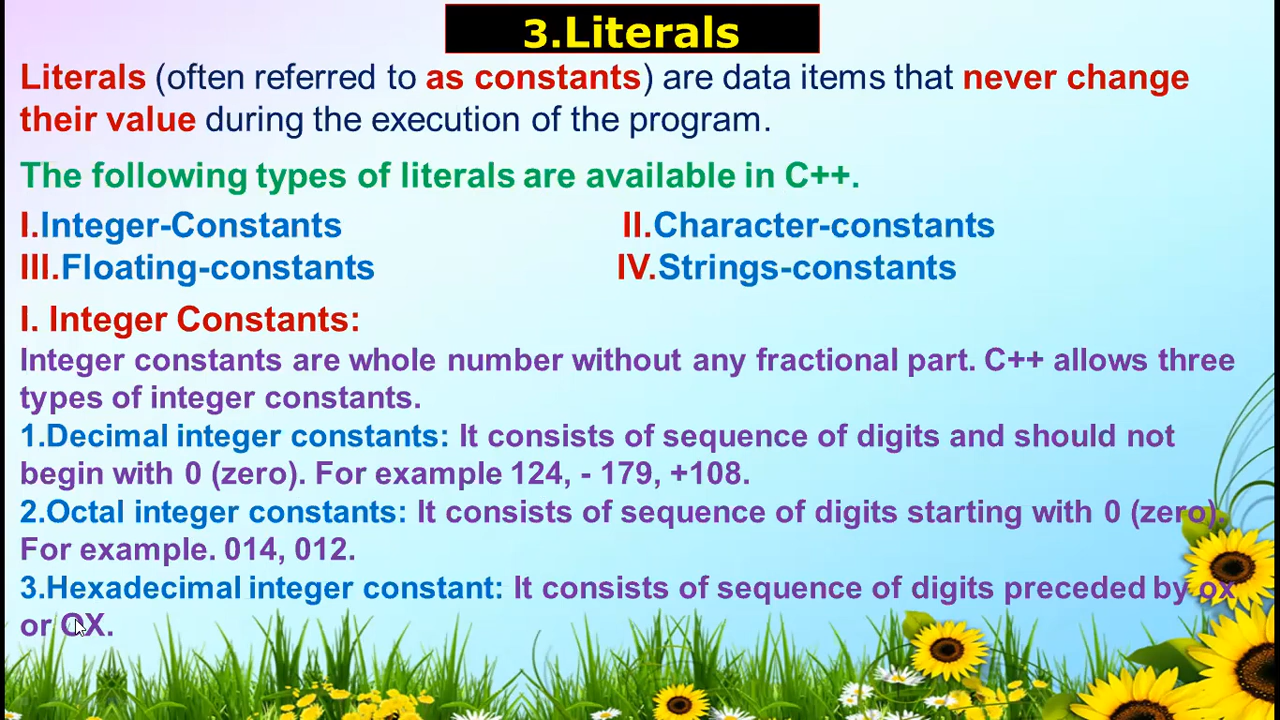 3.Literals
Literals (often referred to as constants) are data items that never change
their value during the execution of the program.
The following types of literals are available in C++.
I.Integer-Constants II.Character-constants
III.Floating-constants IV.Strings-constants
I. Integer Constants:
Integer constants are whole number without any fractional part. C++ allows three
types of integer constants.
1.Decimal integer constants: It consists of sequence of digits and should not
begin with 0 (zero). For example 124, - 179, +108.
2.Octal integer constants: It consists of sequence of digits starting with 0 (zero).
For example. 014, 012.
3.Hexadecimal integer constant: It consists of sequence of digits preceded by ox
or OX.